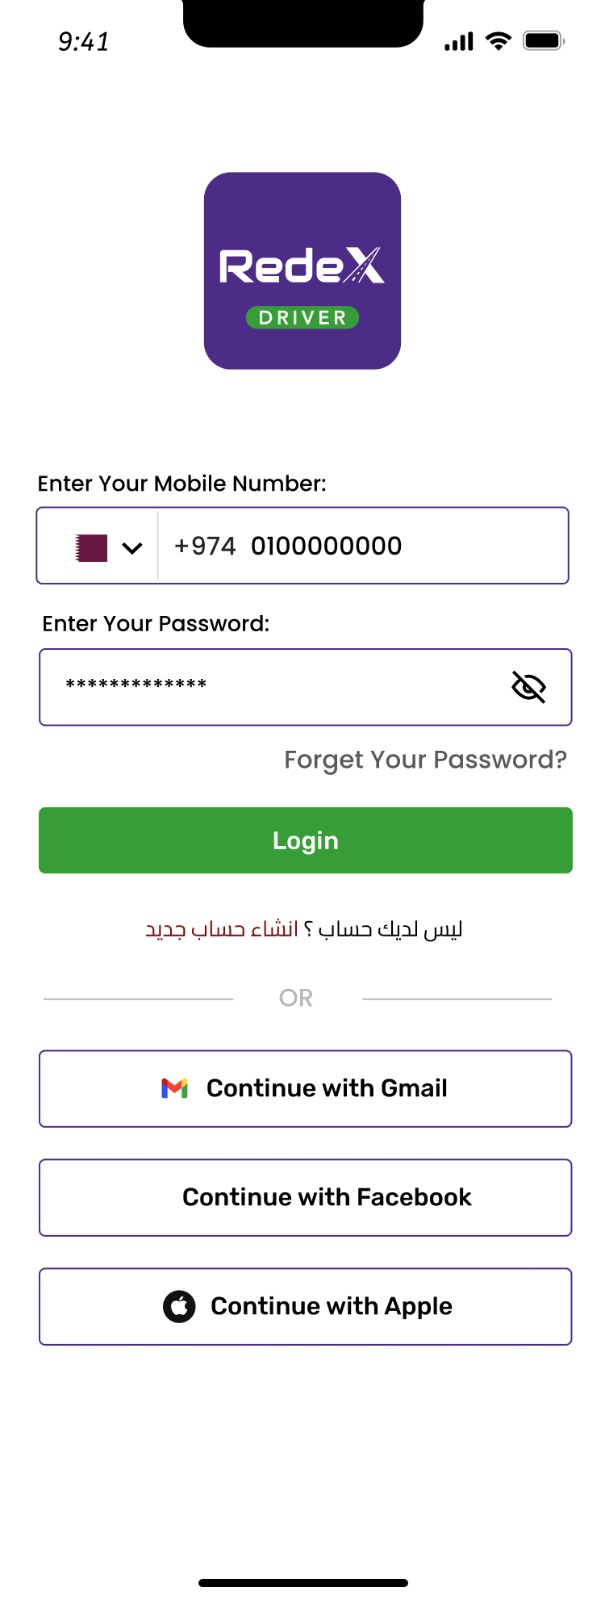 9:41
RedeX
DRIVER
Enter Your Mobile Number:
+974 0100000000
Enter Your Password:
*************
Forget Your Password?
Login
ليس لديك حساب ؟ انشاء حساب جديد
OR
Continue with Gmail
Continue with Facebook
Continue with Apple